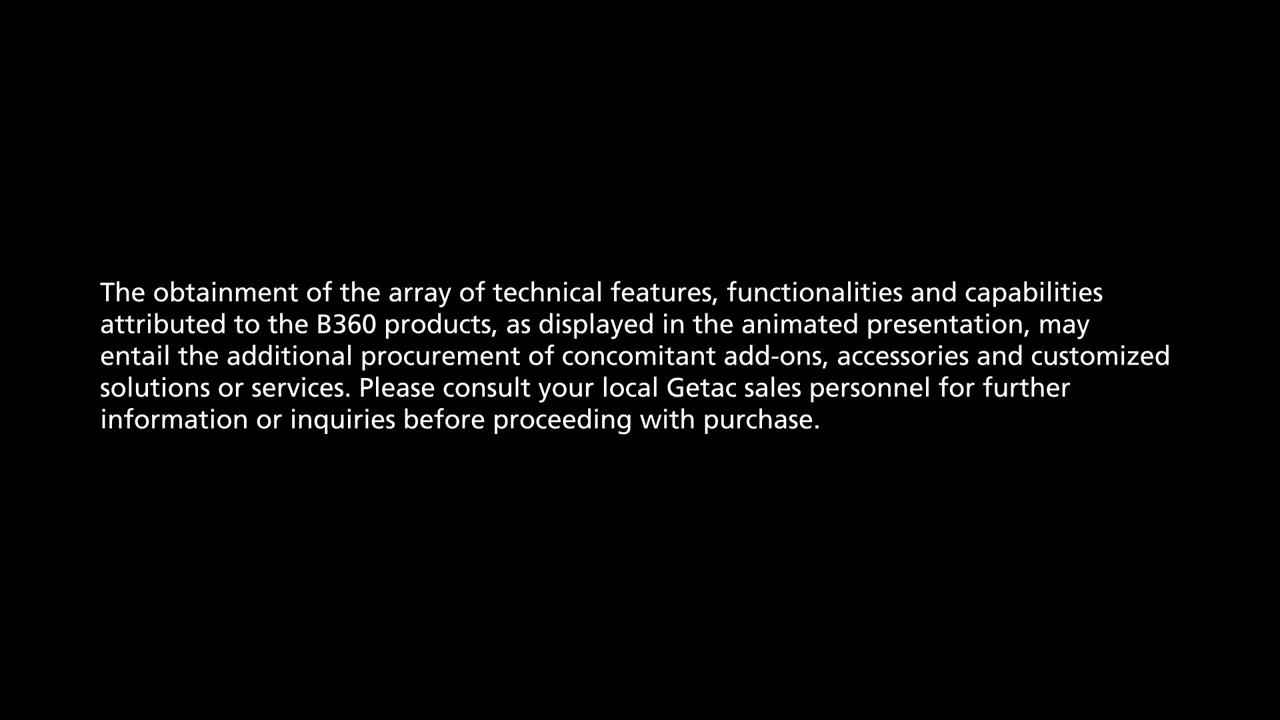 The obtainment of the array of technical features, functionalities and capabilities
attributed to the B360 products, as displayed in the animated presentation, may
entail the additional procurement of concomitant add-ons, accessories and customized
solutions or services. Please consult your local Getac sales personnel for further
information or inquiries before proceeding with purchase.